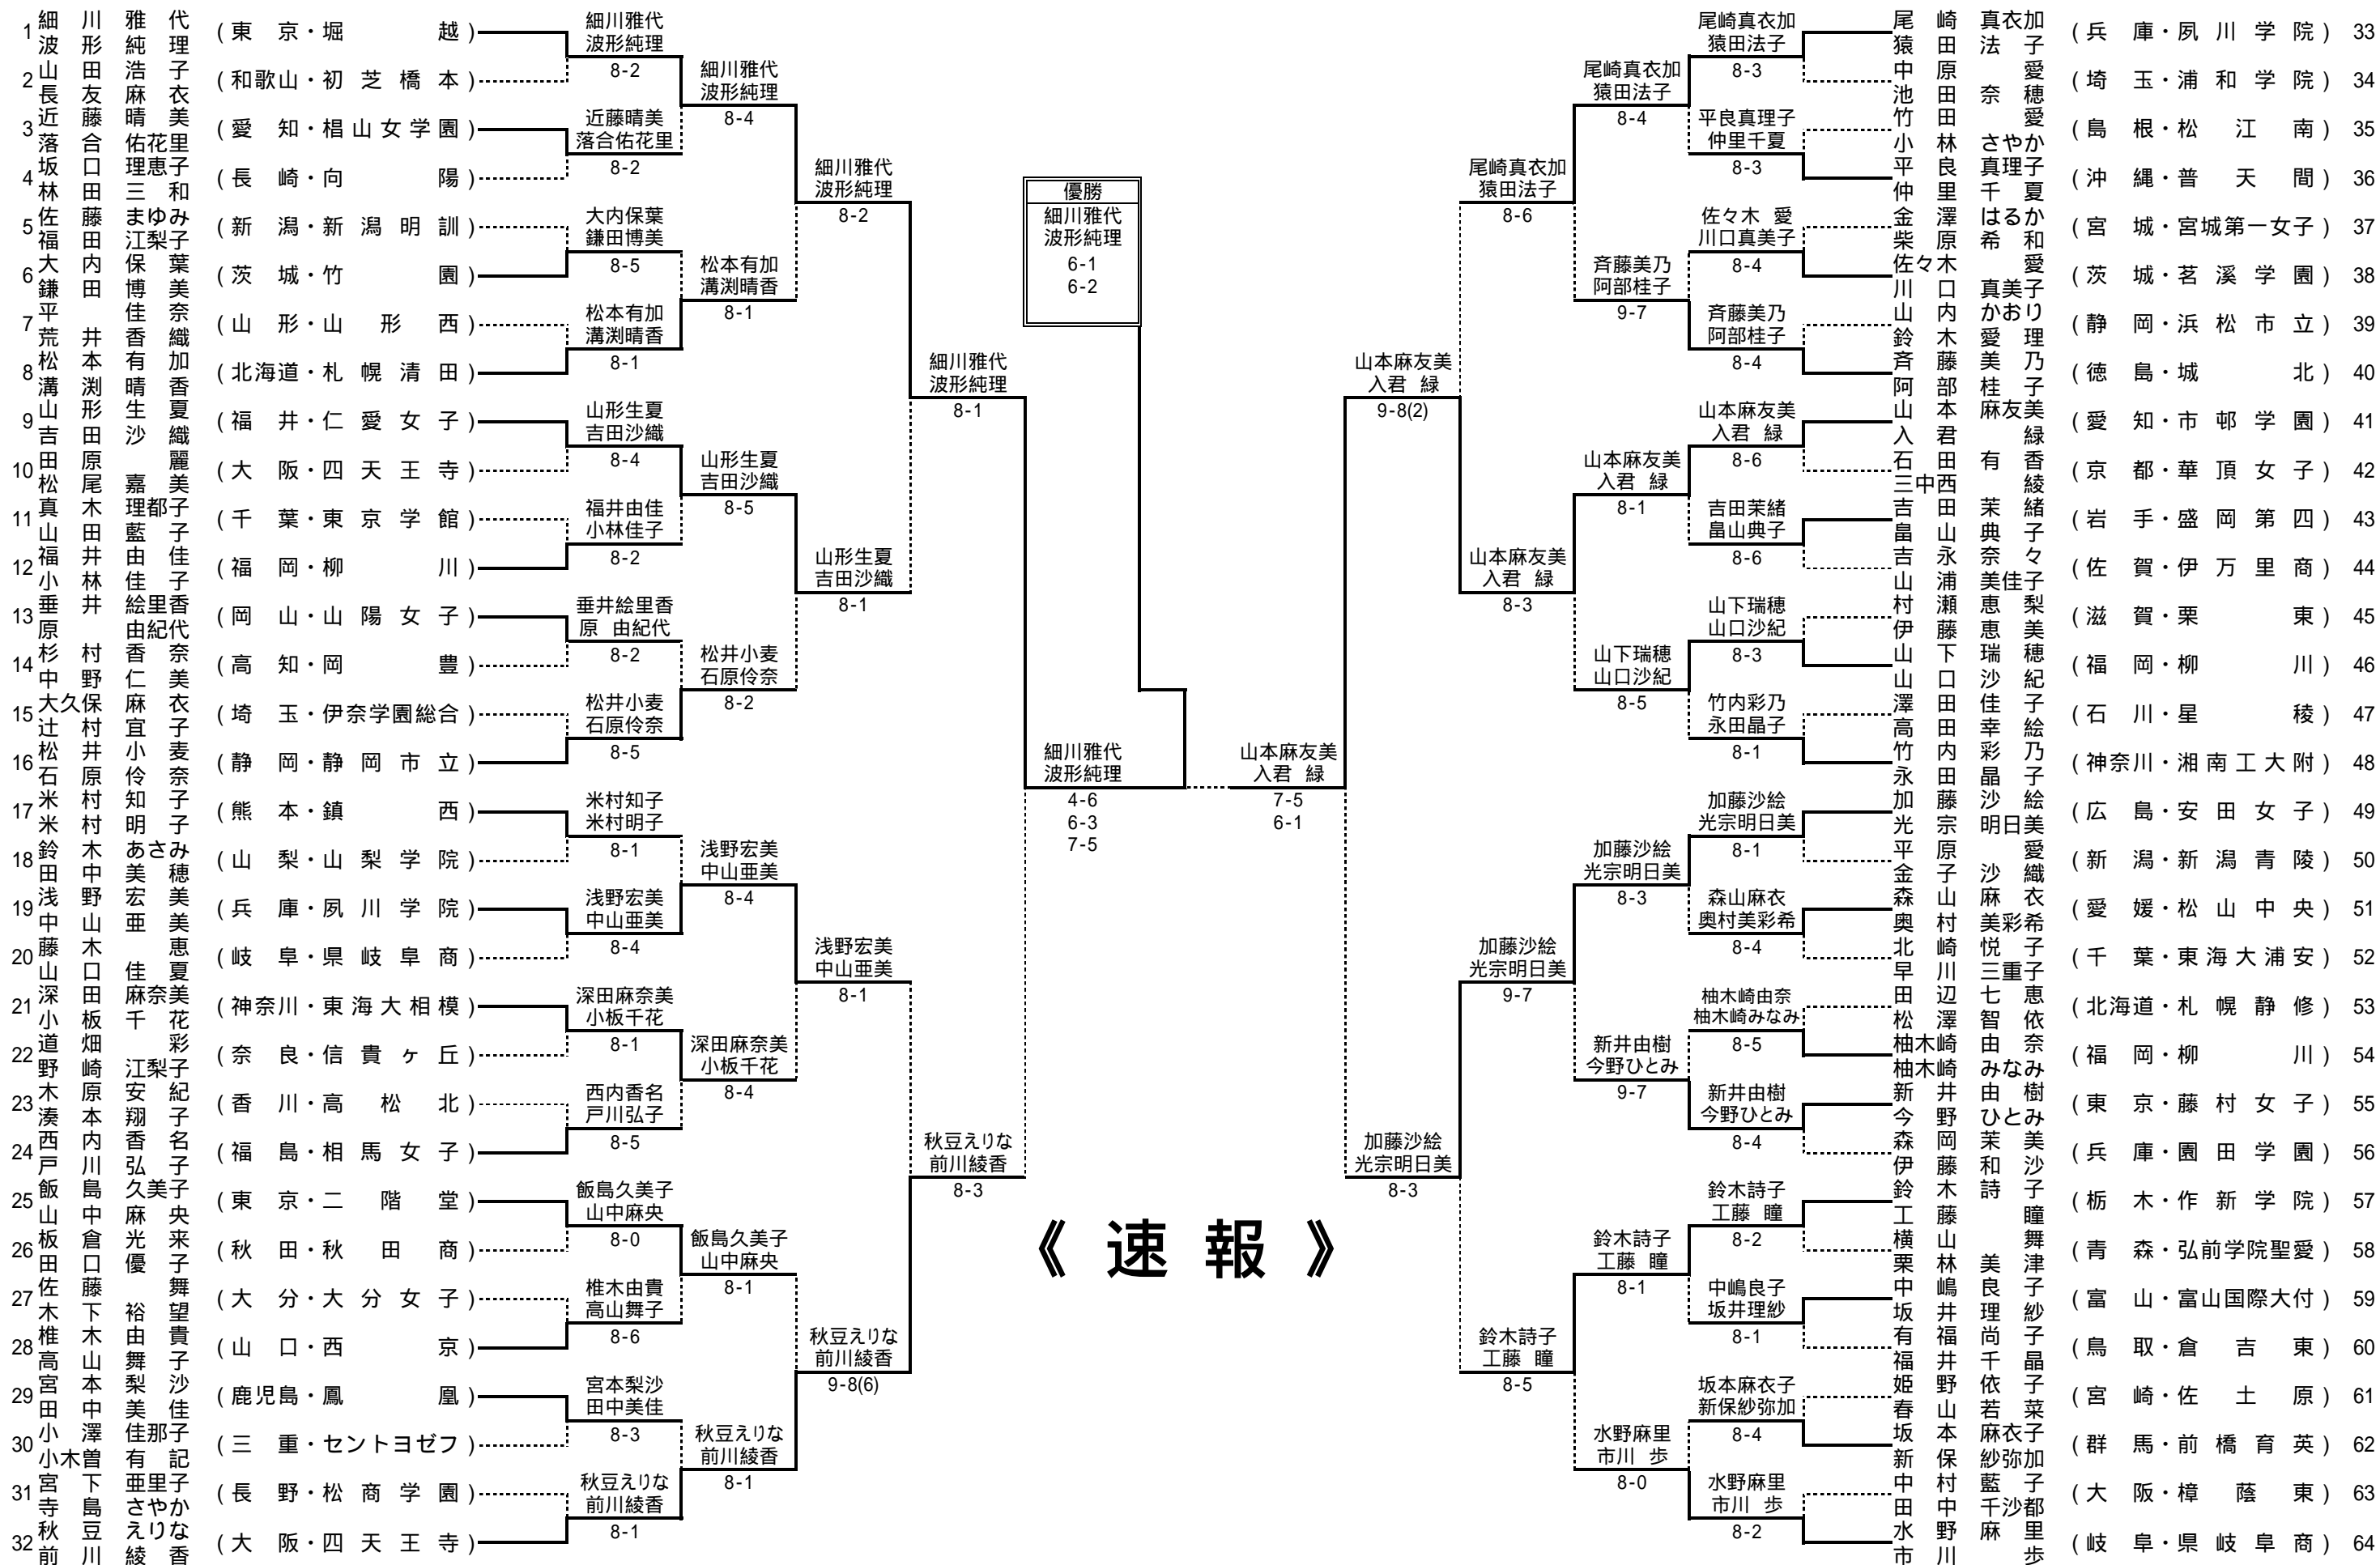 1 細川雅代 波形純理 (東京・堀越)
2 山田浩子 長友麻衣 (和歌山・初芝橋本)
3 近藤晴美 落合佑花里 (愛知・椙山女学園)
4 坂口理恵子 林田三和 (長崎・向陽)
5 佐藤まゆみ 福田江梨子 (新潟・新潟明訓)
6 大内保葉 鎌田博美 (茨城・竹園)
7 平佳奈 荒井香織 (山形・山形西)
8 松本有加 溝渕晴香 (北海道・札幌清田)
9 山形生夏 吉田沙織 (福井・仁愛女子)
10 田原麗 松尾嘉美 (大阪・四天王寺)
11 真木理都子 山田藍子 (千葉・東京学館)
12 福井由佳 小林佳子 (福岡・柳川)
13 垂井絵里香 原由紀代 (岡山・山陽女子)
14 杉村香奈 中野仁美 (高知・岡豊)
15 大久保麻衣 辻村宜子 (埼玉・伊奈学園総合)
16 松井小麦 石原伶奈 (静岡・静岡市立)
17 米村知子 米村明子 (熊本・鎮西)
18 鈴木あさみ 田中美穂 (山梨・山梨学院)
19 浅野宏美 中山亜美 (兵庫・夙川学院)
20 藤木恵 山口佳夏 (岐阜・県岐阜商)
21 深田麻奈美 小板千花 (神奈川・東海大相模)
22 道畑彩 野崎江梨子 (奈良・信貴ヶ丘)
23 木原安紀 湊本翔子 (香川・高松北)
24 西内香名 戸川弘子 (福島・相馬女子)
25 飯島久美子 山中麻央 (東京・二階堂)
26 板倉光来 田口優子 (秋田・秋田商)
27 佐藤舞 木下裕望 (大分・大分女子)
28 椎木由貴 高山舞子 (山口・西京)
29 宮本梨沙 田中美佳 (鹿児島・鳳凰)
30 小澤佳那子 小木曽有記 (三重・セントヨゼフ)
31 宮下亜里子 寺島さやか (長野・松商学園)
32 秋豆えりな 前川綾香 (大阪・四天王寺)
細川雅代 波形純理 8-2
近藤晴美 落合佑花里 8-2
大内保葉 鎌田博美 8-5
松本有加 溝渕晴香 8-1
山形生夏 吉田沙織 8-4
福井由佳 小林佳子 8-2
垂井絵里香 原 由紀代 8-2
松井小麦 石原伶奈 8-5
米村知子 米村明子 8-1
浅野宏美 中山亜美 8-4
深田麻奈美 小板千花 8-1
西内香名 戸川弘子 8-5
飯島久美子 山中麻央 8-0
椎木由貴 高山舞子 8-6
宮本梨沙 田中美佳 8-3
秋豆えりな 前川綾香 8-1
細川雅代 波形純理 8-4
松本有加 溝渕晴香 8-1
山形生夏 吉田沙織 8-5
松井小麦 石原伶奈 8-2
浅野宏美 中山亜美 8-4
深田麻奈美 小板千花 8-4
飯島久美子 山中麻央 8-1
秋豆えりな 前川綾香 8-1
細川雅代 波形純理 8-2
山形生夏 吉田沙織 8-1
浅野宏美 中山亜美 8-1
秋豆えりな 前川綾香 9-8(6)
細川雅代 波形純理 8-1
秋豆えりな 前川綾香 8-3
細川雅代 波形純理 4-6 6-3 7-5
優勝
細川雅代
波形純理
6-1
6-2
《 速 報 》
山本麻友美 入君 緑 7-5 6-1
山本麻友美 入君 緑 9-8(2)
加藤沙絵 光宗明日美 8-3
尾崎真衣加 猿田法子 8-6
山本麻友美 入君 緑 8-3
加藤沙絵 光宗明日美 9-7
鈴木詩子 工藤 瞳 8-5
尾崎真衣加 猿田法子 8-4
斉藤美乃 阿部桂子 9-7
山本麻友美 入君 緑 8-1
山下瑞穂 山口沙紀 8-5
加藤沙絵 光宗明日美 8-3
新井由樹 今野ひとみ 9-7
鈴木詩子 工藤 瞳 8-1
水野麻里 市川 歩 8-0
尾崎真衣加 猿田法子 8-3
平良真理子 仲里千夏 8-3
佐々木 愛 川口真美子 8-4
斉藤美乃 阿部桂子 8-4
山本麻友美 入君 緑 8-6
吉田茉緒 畠山典子 8-6
山下瑞穂 山口沙紀 8-3
竹内彩乃 永田晶子 8-1
加藤沙絵 光宗明日美 8-1
森山麻衣 奥村美彩希 8-4
柚木崎由奈 柚木崎みなみ 8-5
新井由樹 今野ひとみ 8-4
鈴木詩子 工藤 瞳 8-2
中嶋良子 坂井理紗 8-1
坂本麻衣子 新保紗弥加 8-4
水野麻里 市川 歩 8-2
尾崎真衣加 猿田法子 (兵庫・夙川学院) 33
中原愛 池田奈穂 (埼玉・浦和学院) 34
竹田愛 小林さやか (島根・松江南) 35
平良真理子 仲里千夏 (沖縄・普天間) 36
金澤はるか 柴原希和 (宮城・宮城第一女子) 37
佐々木愛 川口真美子 (茨城・茗溪学園) 38
山内かおり 鈴木愛理 (静岡・浜松市立) 39
斉藤美乃 阿部桂子 (徳島・城北) 40
山本麻友美 入君緑 (愛知・市邨学園) 41
石田有香 三中西綾 (京都・華頂女子) 42
吉田茉緒 畠山典子 (岩手・盛岡第四) 43
吉永奈々 山浦美佳子 (佐賀・伊万里商) 44
村瀬恵梨 伊藤恵美 (滋賀・栗東) 45
山下瑞穂 山口沙紀 (福岡・柳川) 46
澤田佳子 高田幸絵 (石川・星稜) 47
竹内彩乃 永田晶子 (神奈川・湘南工大附) 48
加藤沙絵 光宗明日美 (広島・安田女子) 49
平原愛 金子沙織 (新潟・新潟青陵) 50
森山麻衣 奥村美彩希 (愛媛・松山中央) 51
北崎悦子 早川三重子 (千葉・東海大浦安) 52
田辺七恵 松澤智依 (北海道・札幌静修) 53
柚木崎由奈 柚木崎みなみ (福岡・柳川) 54
新井由樹 今野ひとみ (東京・藤村女子) 55
森岡茉美 伊藤和沙 (兵庫・園田学園) 56
鈴木詩子 工藤瞳 (栃木・作新学院) 57
横山舞 栗林美津 (青森・弘前学院聖愛) 58
中嶋良子 坂井理紗 (富山・富山国際大付) 59
有福尚子 福井千晶 (鳥取・倉吉東) 60
姫野依子 春山若菜 (宮崎・佐土原) 61
坂本麻衣子 新保紗弥加 (群馬・前橋育英) 62
中村藍子 田中千沙都 (大阪・樟蔭東) 63
水野麻里 市川歩 (岐阜・県岐阜商) 64